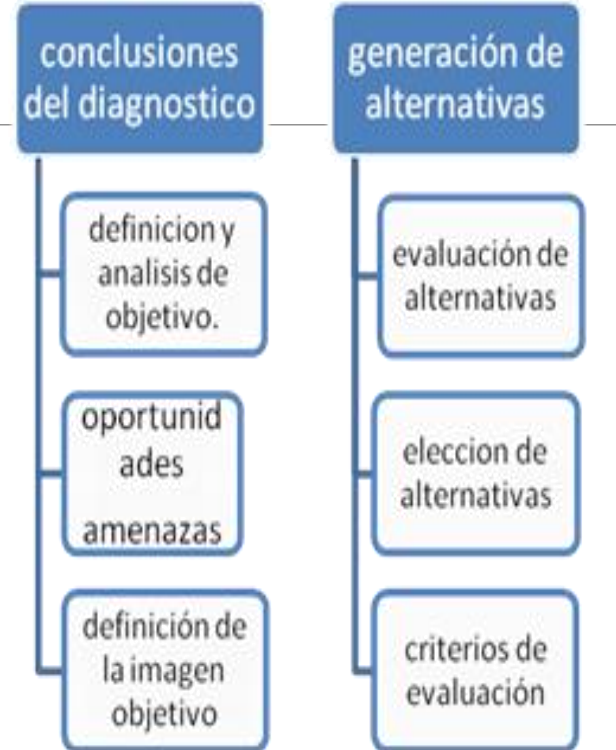 conclusiones
del diagnostico
definicion y
analisis de
objetivo.
oportunid
ades
amenazas
definición de
la imagen
objetivo
generación de
alternativas
evaluación de
alternativas
eleccion de
alternativas
criterios de
evaluación